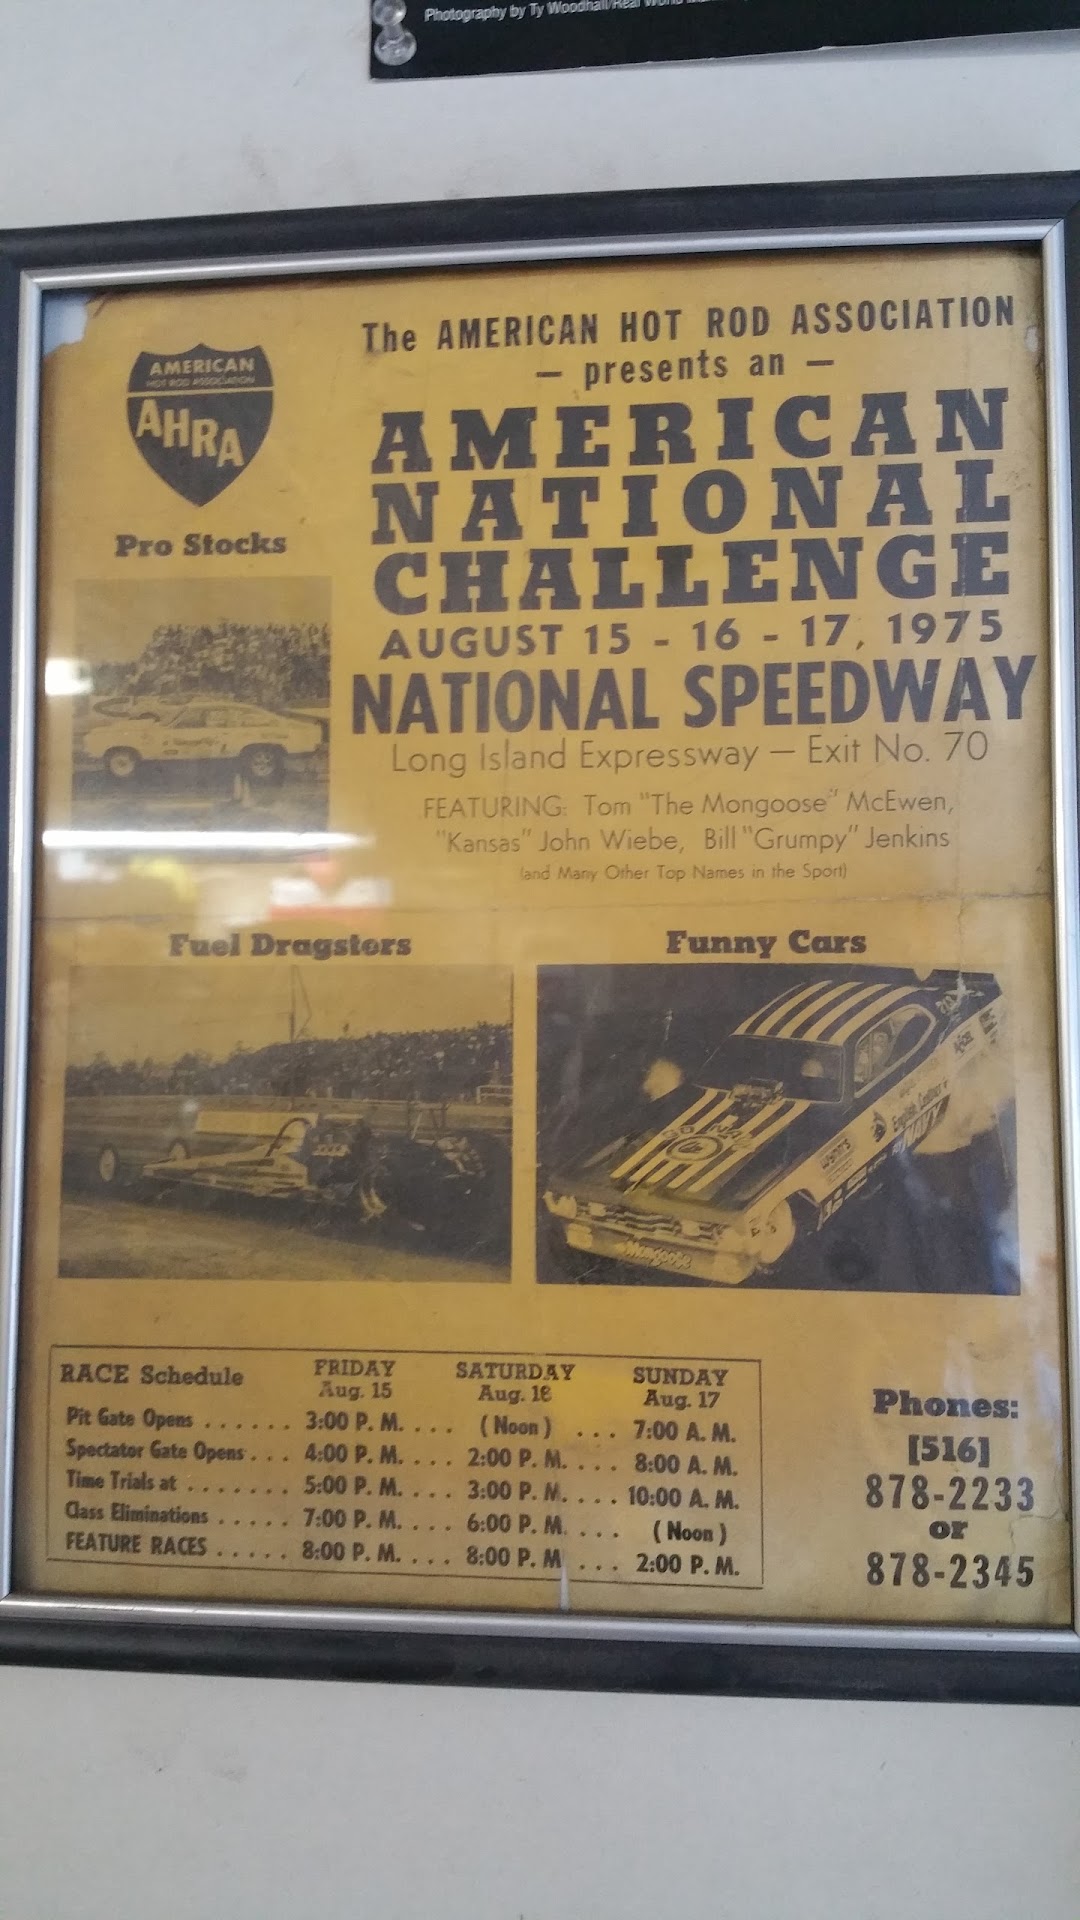 Photography by Ty Woodhall/Real World
The AMERICAN HOT ROD ASSOCIATION
— presents an —
AMERICAN
NATIONAL
CHALLENGE
AUGUST 15 - 16 - 17, 1975
NATIONAL SPEEDWAY
Long Island Expressway — Exit No. 70
FEATURING: Tom "The Mongoose" McEwen,
"Kansas" John Wiebe, Bill "Grumpy" Jenkins
(and Many Other Top Names in the Sport)
AMERICAN
HOT ROD ASSOCIATION
AHRA
Pro Stocks
Fuel Dragsters
Funny Cars
Wynn's
English Leather
NAVY
Mongoose
RACE Schedule FRIDAY SATURDAY SUNDAY
Aug. 15 Aug. 16 Aug. 17
Pit Gate Opens . . . . . . 3:00 P. M. . . . (Noon) . . . 7:00 A. M.
Spectator Gate Opens . . . 4:00 P. M. . . . 2:00 P. M. . . . 8:00 A. M.
Time Trials at . . . . . . . 5:00 P. M. . . . 3:00 P. M. . . . 10:00 A. M.
Class Eliminations . . . . . 7:00 P. M. . . . 6:00 P. M. . . . (Noon)
FEATURE RACES . . . . . 8:00 P. M. . . . 8:00 P. M . . . 2:00 P. M.
Phones:
[516]
878-2233
or
878-2345